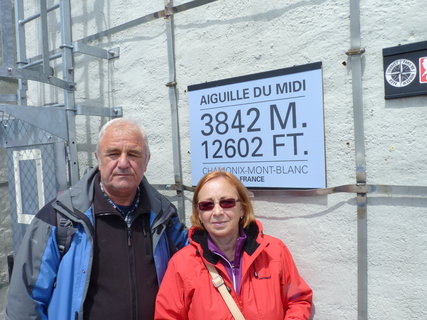 AIGUILLE DU MIDI
3842 M.
12602 FT.
CHAMONIX-MONT-BLANC
FRANCE